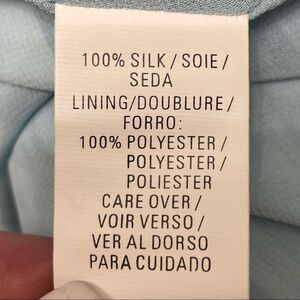 100% SILK / SOIE /
SEDA
LINING/DOUBLURE /
FORRO:
100% POLYESTER /
POLYESTER /
POLIESTER
CARE OVER /
VOIR VERSO /
VER AL DORSO
PARA CUIDADO